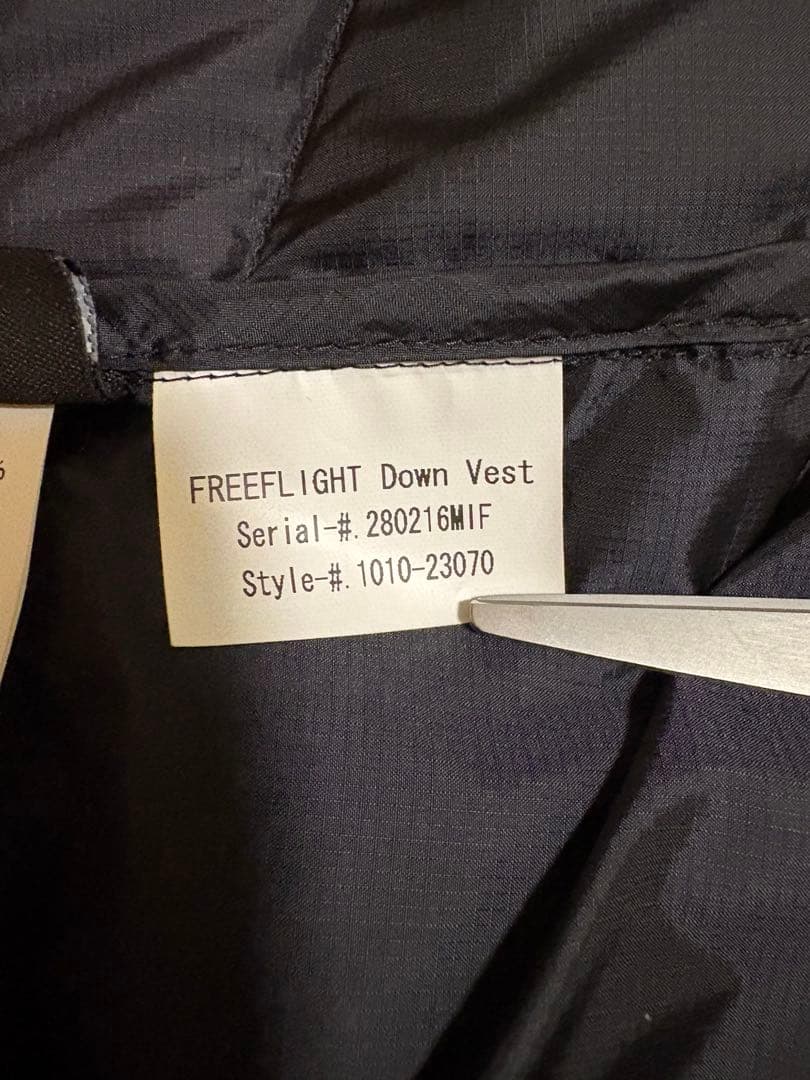 FREEFLIGHT Down Vest
Serial-#. 280216MIF
Style-#. 1010-23070